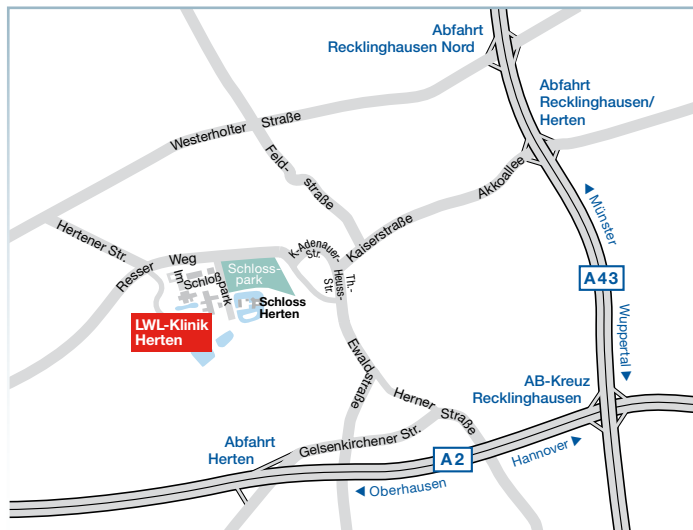 Abfahrt
Recklinghausen Nord
Abfahrt
Recklinghausen/
Herten
Westerholter Straße
Feld-
straße
Akkoallee
Kaiserstraße
Münster
Hertener Str.
Resser Weg
K-Adenauer-
Str.
Th.-
Heuss-
Str.
Schloss-
park
Im
Schloß
park
Schloss
Herten
A43
Wuppertal
LWL-Klinik
Herten
Ewaldstraße
Herner Straße
AB-Kreuz
Recklinghausen
Abfahrt
Herten
Gelsenkirchener Str.
A2
Hannover
Oberhausen